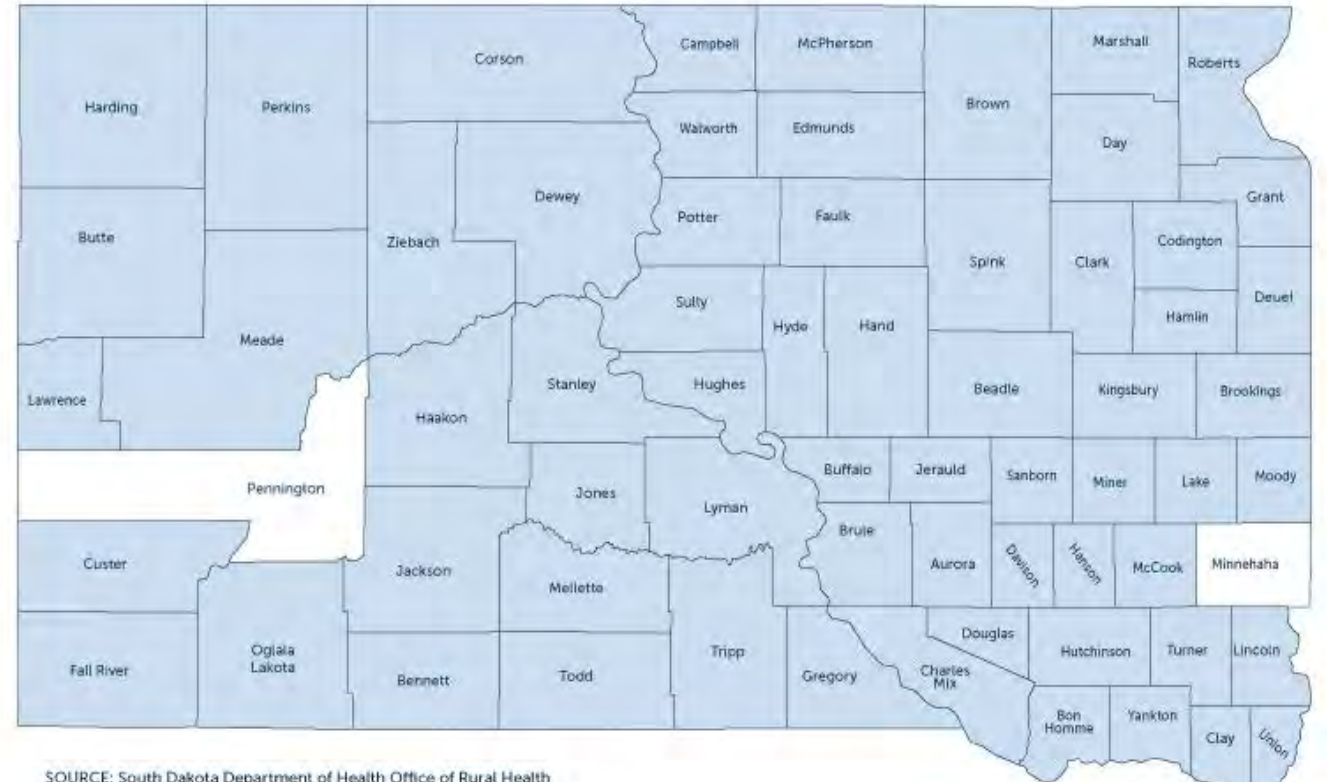 Campbell
McPherson
Marshall
Roberts
Corson
Harding
Perkins
Brown
Walworth
Edmunds
Day
Dewey
Grant
Butte
Ziebach
Potter
Faulk
Codington
Spink
Clark
Sully
Deuel
Hamlin
Hyde
Hand
Meade
Lawrence
Stanley
Hughes
Beadle
Kingsbury
Brookings
Haakon
Buffalo
Jerauld
Sanborn
Miner
Lake
Moody
Pennington
Jones
Lyman
Brule
Custer
Jackson
Mellette
Aurora
Davison
Hanson
McCook
Minnehaha
Fall River
Oglala
Lakota
Bennett
Todd
Tripp
Gregory
Charles
Mix
Douglas
Hutchinson
Turner
Lincoln
Bon
Homme
Yankton
Clay
Union
SOURCE: South Dakota Department of Health Office of Rural Health